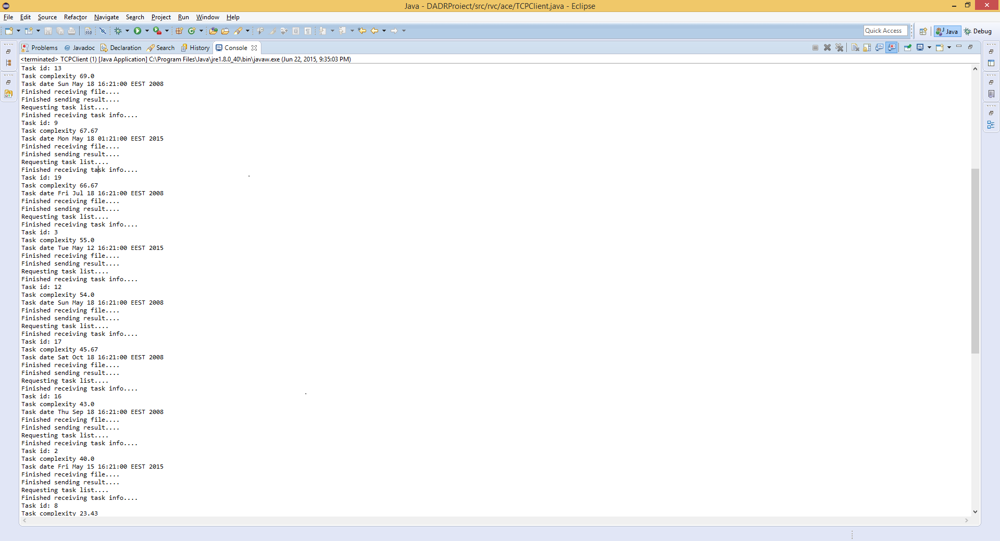 Java - DADRProject/src/rvc/ace/TCPClient.java - Eclipse
File Edit Source Refactor Navigate Search Project Run Window Help
Quick Access Java Debug
Problems @ Javadoc Declaration Search History Console
<terminated> TCPClient (1) [Java Application] C:\Program Files\Java\jre1.8.0_40\bin\javaw.exe (Jun 22, 2015, 9:35:03 PM)
Task id: 13
Task complexity 69.0
Task date Sun May 18 16:21:00 EEST 2008
Finished receiving file....
Finished sending result....
Requesting task list....
Finished receiving task info....
Task id: 9
Task complexity 67.67
Task date Mon May 18 01:21:00 EEST 2015
Finished receiving file....
Finished sending result....
Requesting task list....
Finished receiving task info....
Task id: 19
Task complexity 66.67
Task date Fri Jul 18 16:21:00 EEST 2008
Finished receiving file....
Finished sending result....
Requesting task list....
Finished receiving task info....
Task id: 3
Task complexity 55.0
Task date Tue May 12 16:21:00 EEST 2015
Finished receiving file....
Finished sending result....
Requesting task list....
Finished receiving task info....
Task id: 12
Task complexity 54.0
Task date Sun May 18 16:21:00 EEST 2008
Finished receiving file....
Finished sending result....
Requesting task list....
Finished receiving task info....
Task id: 17
Task complexity 45.67
Task date Sat Oct 18 16:21:00 EEST 2008
Finished receiving file....
Finished sending result....
Requesting task list....
Finished receiving task info....
Task id: 16
Task complexity 43.0
Task date Thu Sep 18 16:21:00 EEST 2008
Finished receiving file....
Finished sending result....
Requesting task list....
Finished receiving task info....
Task id: 2
Task complexity 40.0
Task date Fri May 15 16:21:00 EEST 2015
Finished receiving file....
Finished sending result....
Requesting task list....
Finished receiving task info....
Task id: 8
Task complexity 23.43